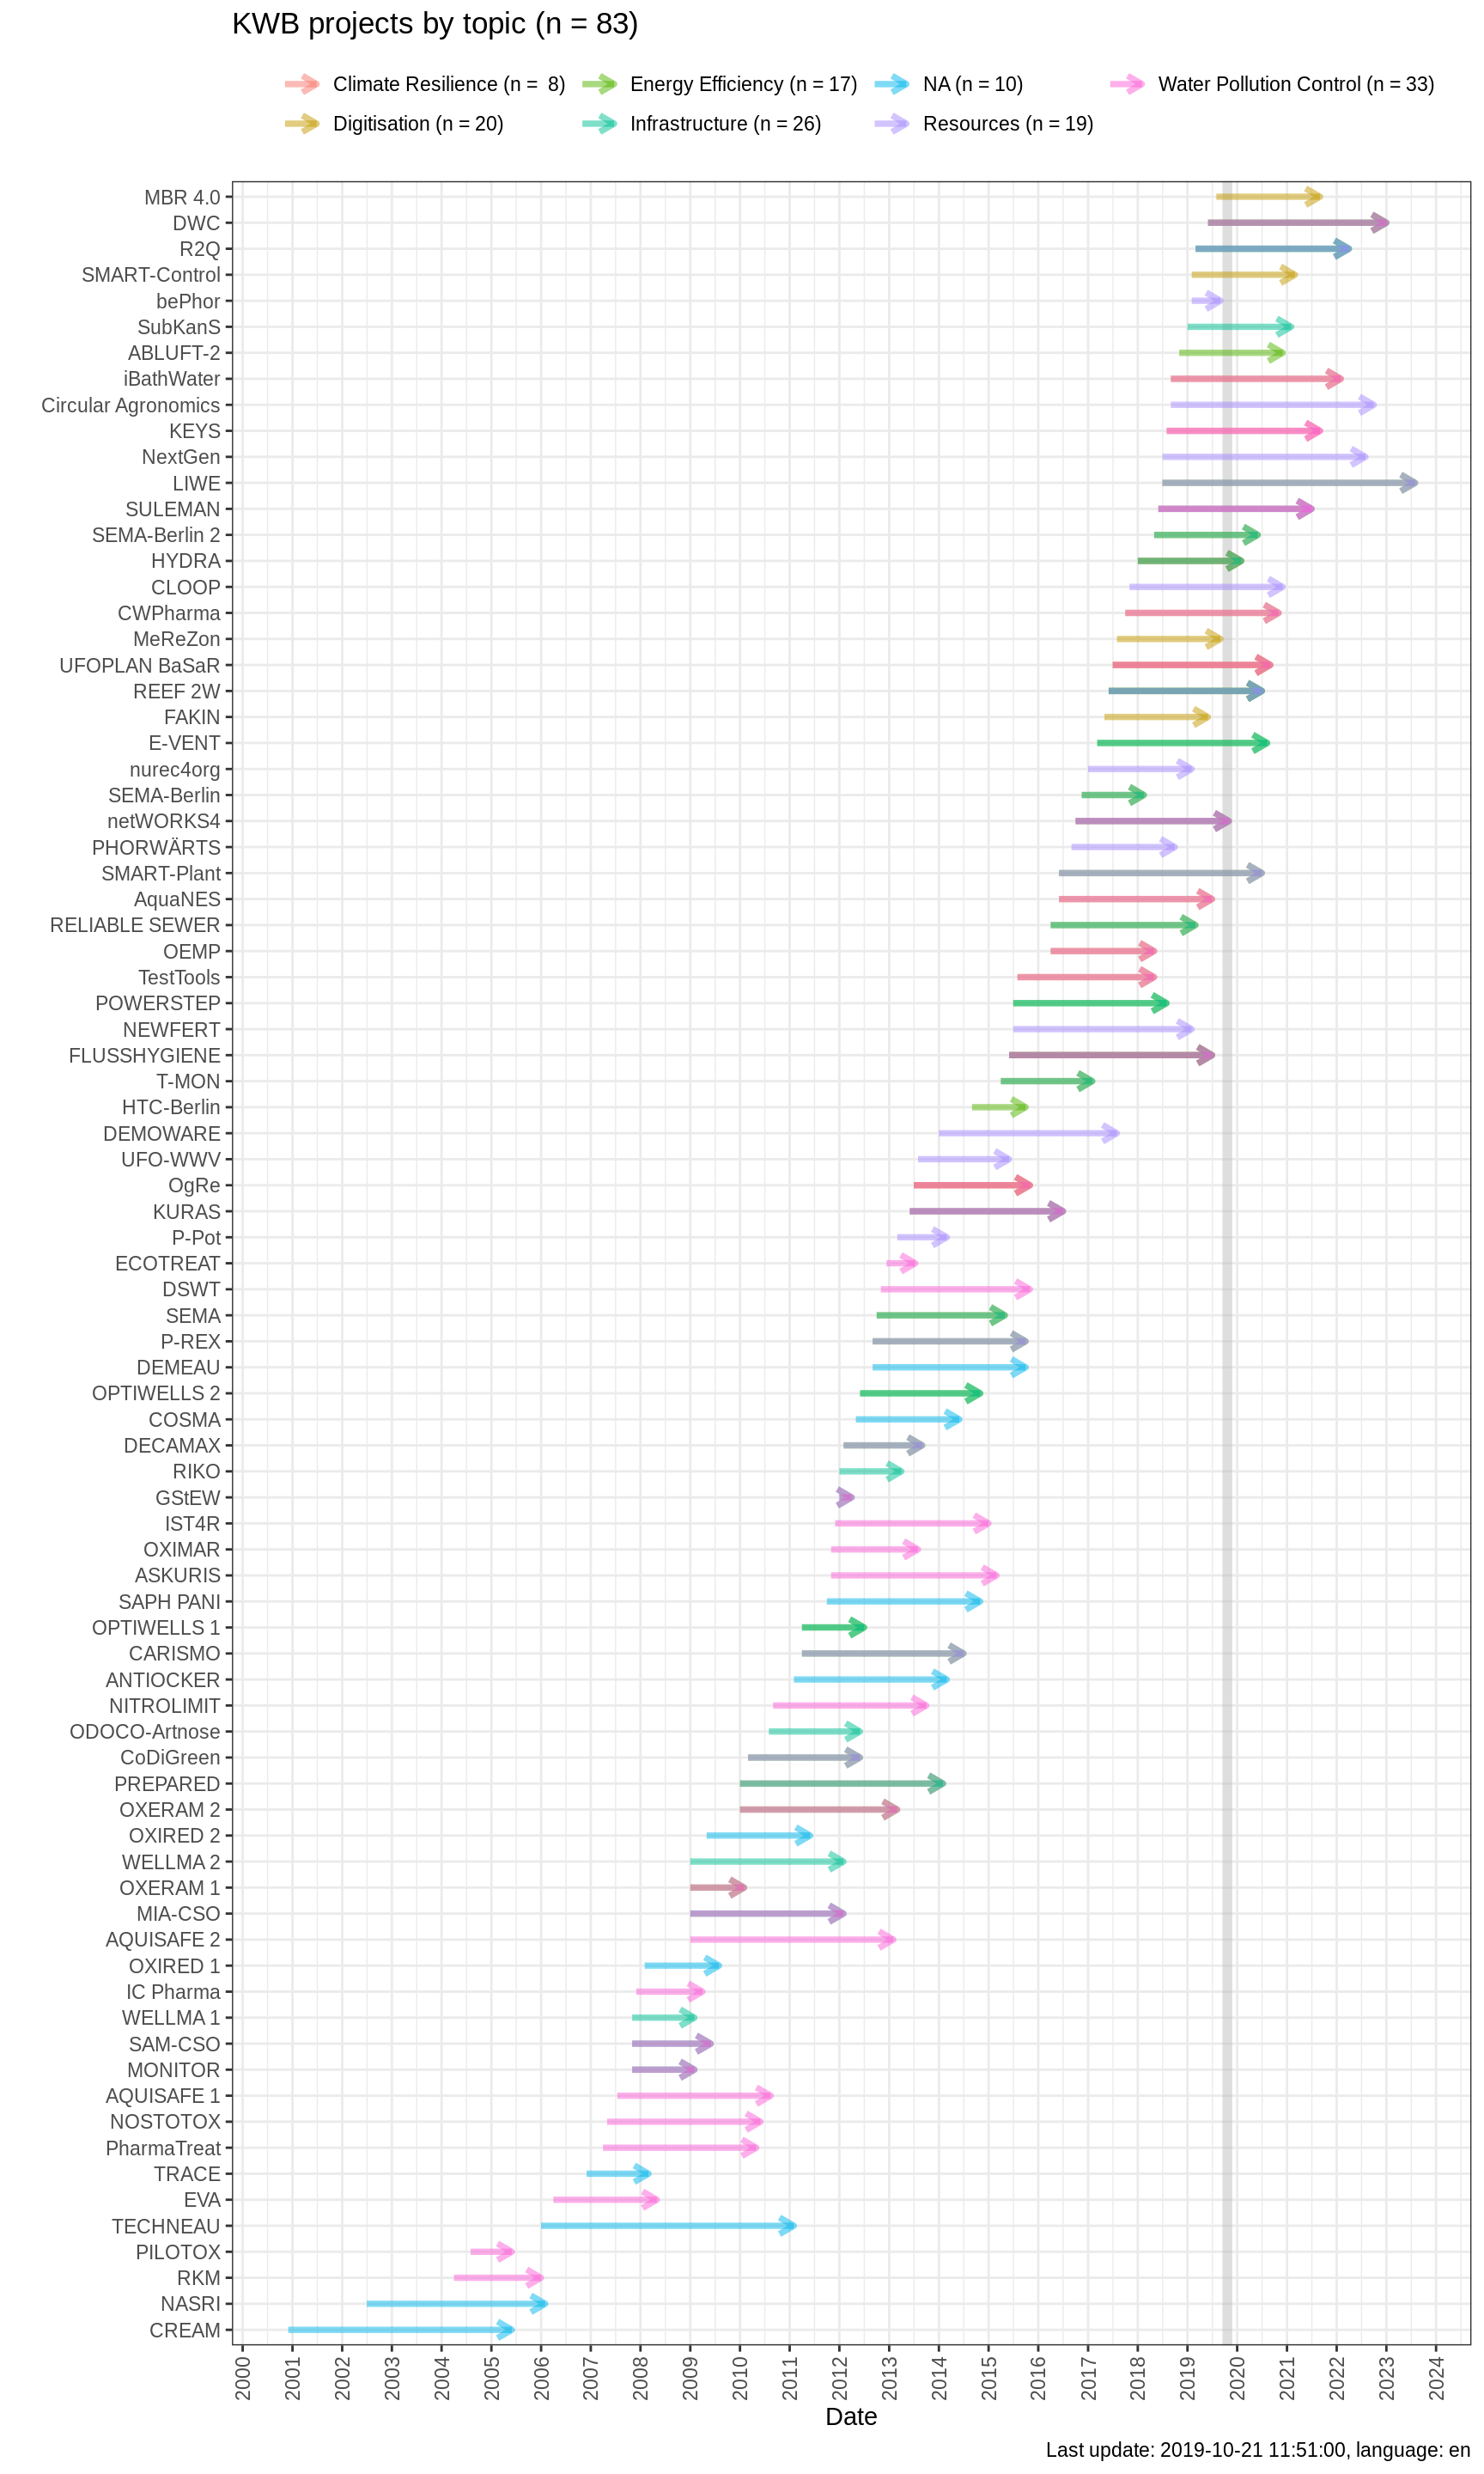 KWB projects by topic (n = 83)
Climate Resilience (n =  8)
Energy Efficiency (n = 17)
NA (n = 10)
Water Pollution Control (n = 33)
Digitisation (n = 20)
Infrastructure (n = 26)
Resources (n = 19)
MBR 4.0
DWC
R2Q
SMART-Control
bePhor
SubKanS
ABLUFT-2
iBathWater
Circular Agronomics
KEYS
NextGen
LIWE
SULEMAN
SEMA-Berlin 2
HYDRA
CLOOP
CWPharma
MeReZon
UFOPLAN BaSaR
REEF 2W
FAKIN
E-VENT
nurec4org
SEMA-Berlin
netWORKS4
PHORWÄRTS
SMART-Plant
AquaNES
RELIABLE SEWER
OEMP
TestTools
POWERSTEP
NEWFERT
FLUSSHYGIENE
T-MON
HTC-Berlin
DEMOWARE
UFO-WWV
OgRe
KURAS
P-Pot
ECOTREAT
DSWT
SEMA
P-REX
DEMEAU
OPTIWELLS 2
COSMA
DECAMAX
RIKO
GStEW
IST4R
OXIMAR
ASKURIS
SAPH PANI
OPTIWELLS 1
CARISMO
ANTIOCKER
NITROLIMIT
ODOCO-Artnose
CoDiGreen
PREPARED
OXERAM 2
OXIRED 2
WELLMA 2
OXERAM 1
MIA-CSO
AQUISAFE 2
OXIRED 1
IC Pharma
WELLMA 1
SAM-CSO
MONITOR
AQUISAFE 1
NOSTOTOX
PharmaTreat
TRACE
EVA
TECHNEAU
PILOTOX
RKM
NASRI
CREAM
2000
2001
2002
2003
2004
2005
2006
2007
2008
2009
2010
2011
2012
2013
2014
2015
2016
2017
2018
2019
2020
2021
2022
2023
2024
Date
Last update: 2019-10-21 11:51:00, language: en